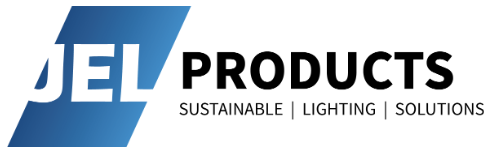 JEL PRODUCTS
SUSTAINABLE | LIGHTING | SOLUTIONS